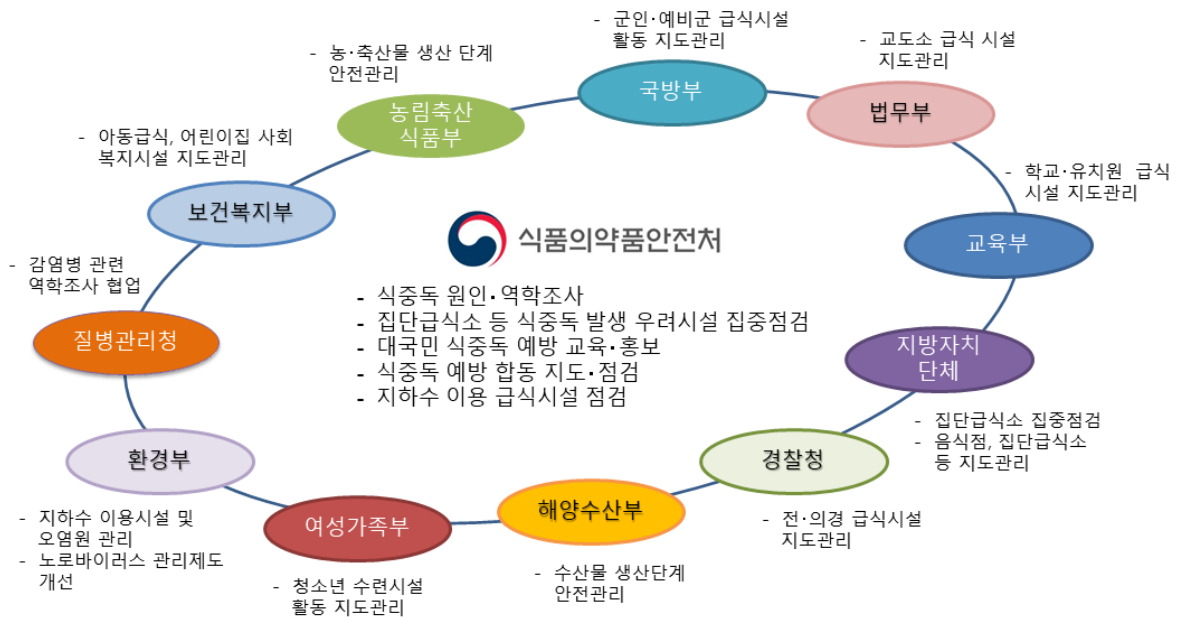 - 군인·예비군 급식시설
활동 지도관리
국방부
- 교도소 급식 시설
지도관리
법무부
- 학교·유치원 급식
시설 지도관리
교육부
지방자치
단체
- 집단급식소 집중점검
- 음식점, 집단급식소
등 지도관리
경찰청
- 전·의경 급식시설
지도관리
해양수산부
- 수산물 생산단계
안전관리
여성가족부
- 청소년 수련시설
활동 지도관리
환경부
- 지하수 이용시설 및
오염원 관리
- 노로바이러스 관리제도
개선
- 감염병 관련
역학조사 협업
질병관리청
- 아동급식, 어린이집 사회
복지시설 지도관리
보건복지부
- 농·축산물 생산 단계
안전관리
농림축산
식품부
식품의약품안전처
- 식중독 원인·역학조사
- 집단급식소 등 식중독 발생 우려시설 집중점검
- 대국민 식중독 예방 교육·홍보
- 식중독 예방 합동 지도·점검
- 지하수 이용 급식시설 점검